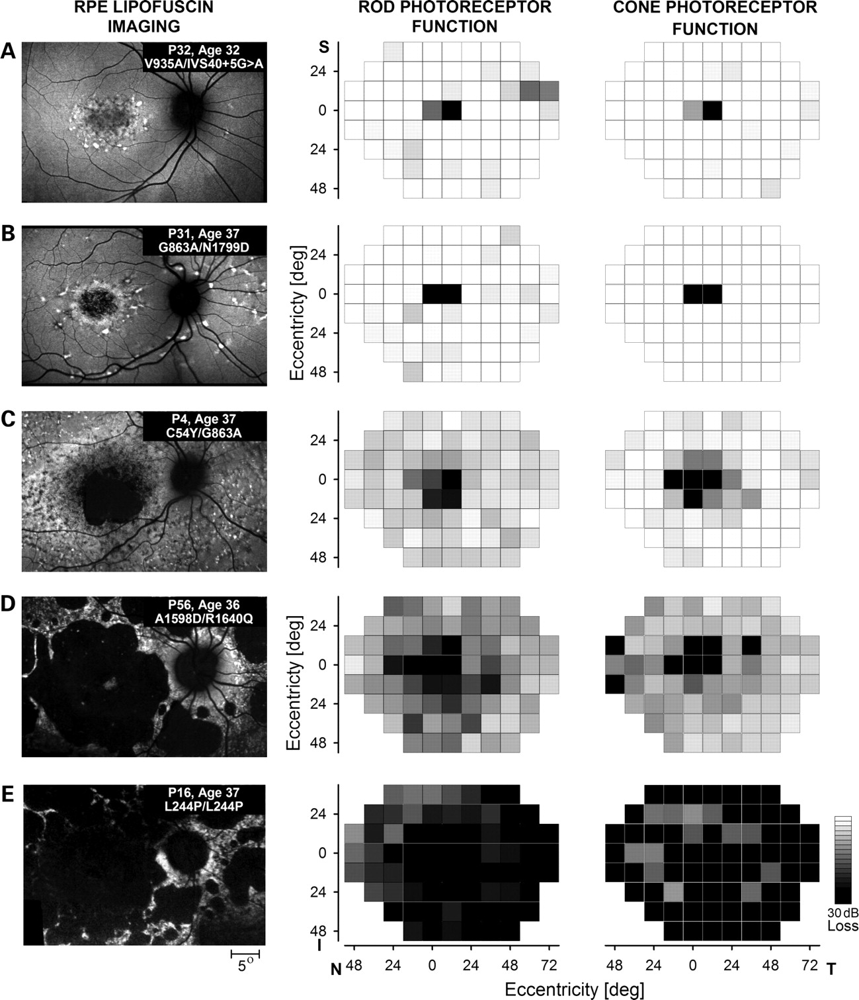 RPE LIPOFUSCIN
IMAGING
ROD PHOTORECEPTOR
FUNCTION
CONE PHOTORECEPTOR
FUNCTION
A
P32, Age 32
V935A/IVS40+5G>A
S
24
0
24
48
B
P31, Age 37
G863A/N1799D
Eccentricty [deg]
24
0
24
48
C
P4, Age 37
C54Y/G863A
24
0
24
48
D
P56, Age 36
A1598D/R1640Q
Eccentricty [deg]
24
0
24
48
E
P16, Age 37
L244P/L244P
24
0
24
48
I
30 dB
Loss
5°
N 48 24 0 24 48 72
48 24 0 24 48 72 T
Eccentricity [deg]